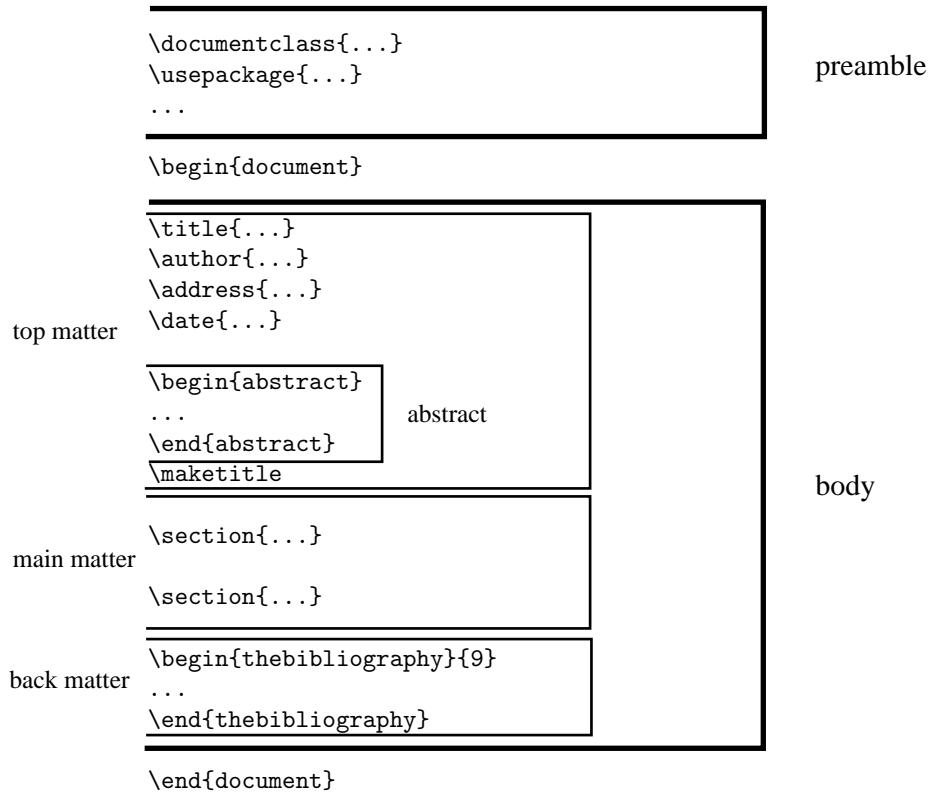 \documentclass{...}
\usepackage{...}
preamble
...
\begin{document}
\title{...}
\author{...}
\address{...}
\date{...}
top matter
\begin{abstract}
...
abstract
\end{abstract}
\maketitle
body
\section{...}
main matter
\section{...}
\begin{thebibliography}{9}
back matter
...
\end{thebibliography}
\end{document}